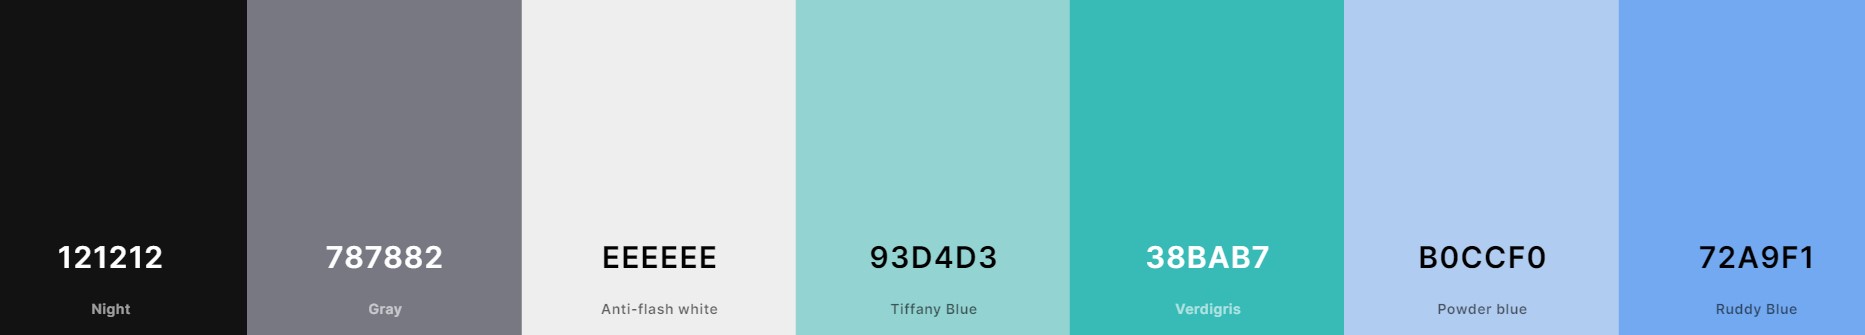 121212
787882
EEEEEE
93D4D3
38BAB7
B0CCF0
72A9F1
Night
Gray
Anti-flash white
Tiffany Blue
Verdigris
Powder blue
Ruddy Blue